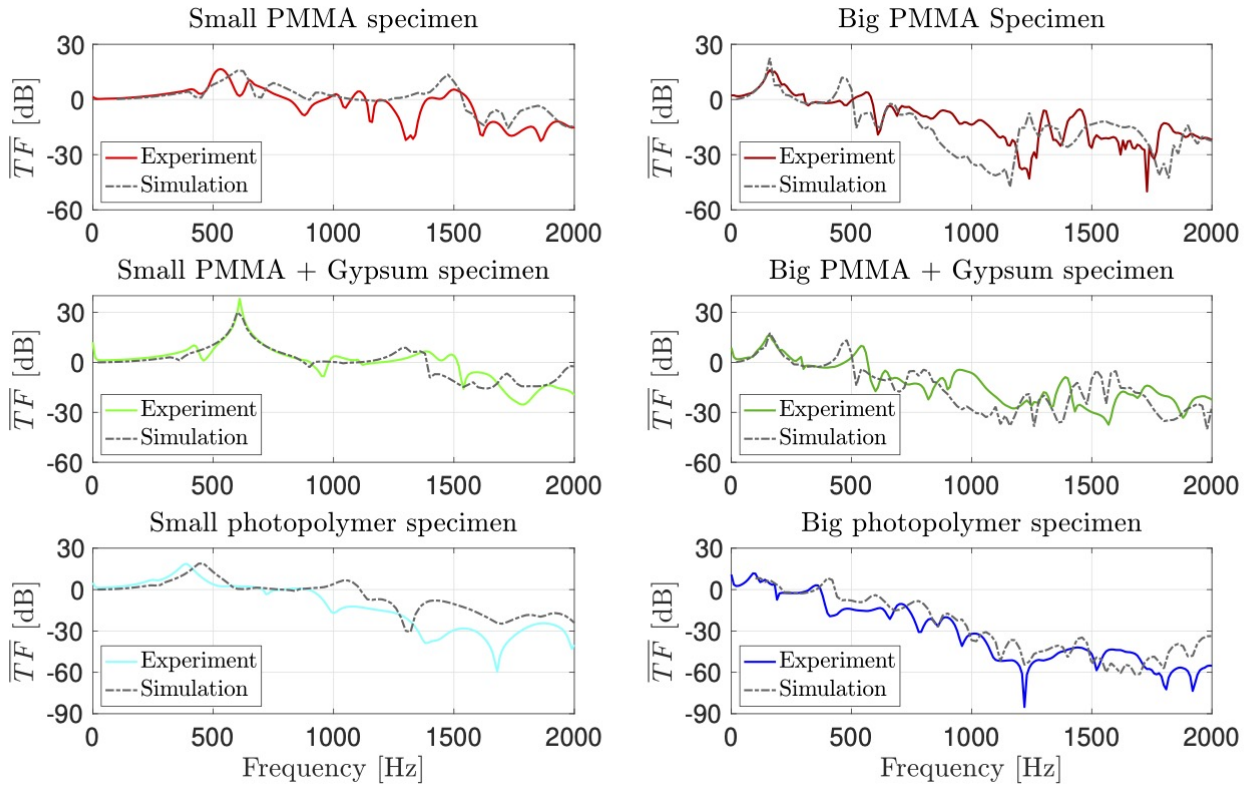 Small PMMA specimen
30
0
-30
-60
TF [dB]
Experiment
Simulation
0 500 1000 1500 2000
Big PMMA Specimen
30
0
-30
-60
TF [dB]
Experiment
Simulation
0 500 1000 1500 2000
Small PMMA + Gypsum specimen
30
0
-30
-60
TF [dB]
Experiment
Simulation
0 500 1000 1500 2000
Big PMMA + Gypsum specimen
30
0
-30
-60
TF [dB]
Experiment
Simulation
0 500 1000 1500 2000
Small photopolymer specimen
30
0
-30
-60
-90
TF [dB]
Experiment
Simulation
0 500 1000 1500 2000
Frequency [Hz]
Big photopolymer specimen
30
0
-30
-60
-90
TF [dB]
Experiment
Simulation
0 500 1000 1500 2000
Frequency [Hz]